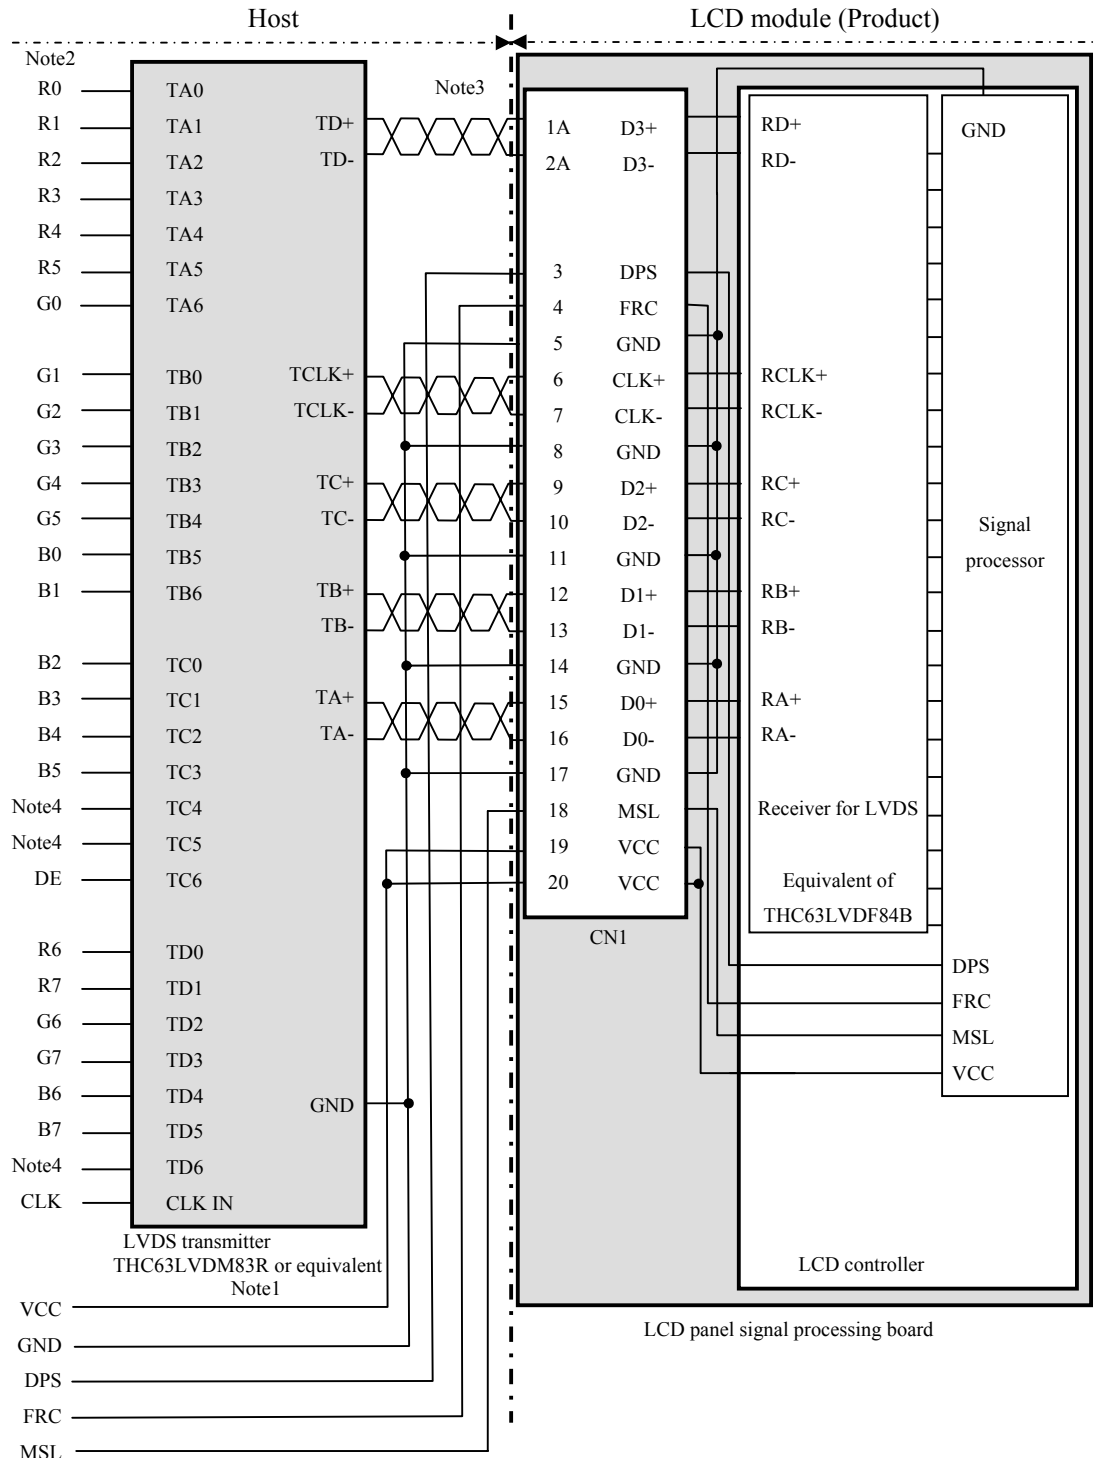 Host
LCD module (Product)
Note2
Note3
R0 TA0
R1 TA1 TD+ 1A D3+ RD+ GND
R2 TA2 TD- 2A D3- RD-
R3 TA3
R4 TA4
R5 TA5 3 DPS
G0 TA6 4 FRC
5 GND
G1 TB0 TCLK+ 6 CLK+ RCLK+
G2 TB1 TCLK- 7 CLK- RCLK-
G3 TB2 8 GND
G4 TB3 TC+ 9 D2+ RC+
G5 TB4 TC- 10 D2- RC- Signal
B0 TB5 11 GND processor
B1 TB6 TB+ 12 D1+ RB+
TB- 13 D1- RB-
B2 TC0 14 GND
B3 TC1 TA+ 15 D0+ RA+
B4 TC2 TA- 16 D0- RA-
B5 TC3 17 GND
Note4 TC4 18 MSL Receiver for LVDS
Note4 TC5 19 VCC
DE TC6 20 VCC Equivalent of
THC63LVDF84B
CN1
R6 TD0 DPS
R7 TD1 FRC
G6 TD2 MSL
G7 TD3 VCC
B6 TD4 GND
B7 TD5
Note4 TD6
CLK CLK IN
LVDS transmitter
THC63LVDM83R or equivalent
Note1
LCD controller
VCC
LCD panel signal processing board
GND
DPS
FRC
MSL